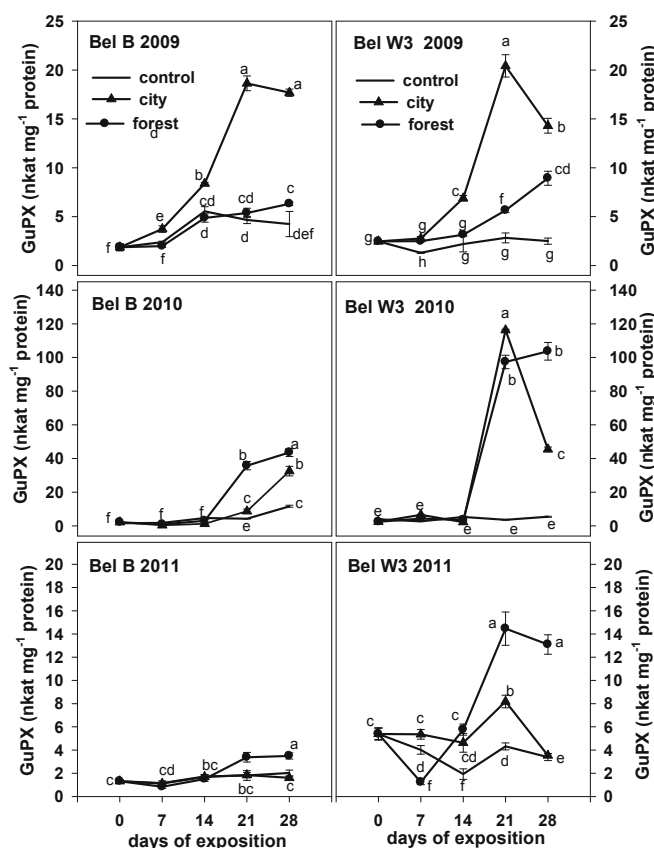 Bel B 2009
control
city
forest
d
25
20
15
10
5
0
GuPX (nkat mg⁻¹ protein)
f
e
f
b
cd
d
a
cd
d
a
c
def
Bel W3 2009
control
city
forest
25
20
15
10
5
0
GuPX (nkat mg⁻¹ protein)
g
g
h
c
g
g
a
f
g
b
cd
g
Bel B 2010
140
120
100
80
60
40
20
0
GuPX (nkat mg⁻¹ protein)
f
f
f
b
c
e
a
b
c
Bel W3 2010
140
120
100
80
60
40
20
0
GuPX (nkat mg⁻¹ protein)
e
e
e
a
b
e
b
c
e
Bel B 2011
20
18
16
14
12
10
8
6
4
2
0
GuPX (nkat mg⁻¹ protein)
c
cd
bc
bc
a
c
0 7 14 21 28
days of exposition
Bel W3 2011
20
18
16
14
12
10
8
6
4
2
0
GuPX (nkat mg⁻¹ protein)
c
c
d
f
c
cd
f
a
b
d
a
e
0 7 14 21 28
days of exposition